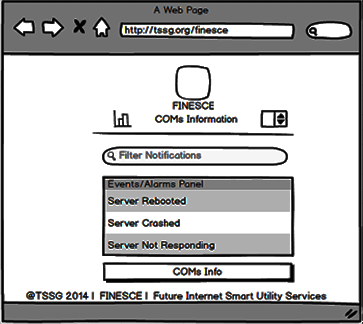 A Web Page
http://tssg.org/finesce
FINESCE
COMs Information
Filter Notifications
Events/Alarms Panel
Server Rebooted
Server Crashed
Server Not Responding
COMs Info
@TSSG 2014 | FINESCE | Future Internet Smart Utility Services